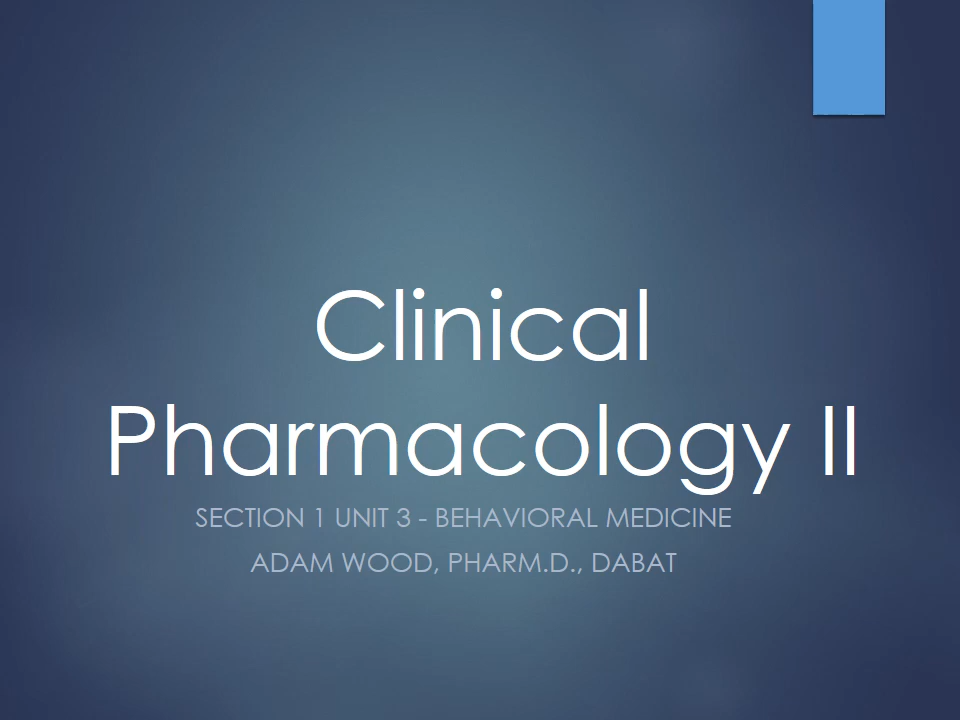 Clinical
Pharmacology II
SECTION 1 UNIT 3 - BEHAVIORAL MEDICINE
ADAM WOOD, PHARM.D., DABAT